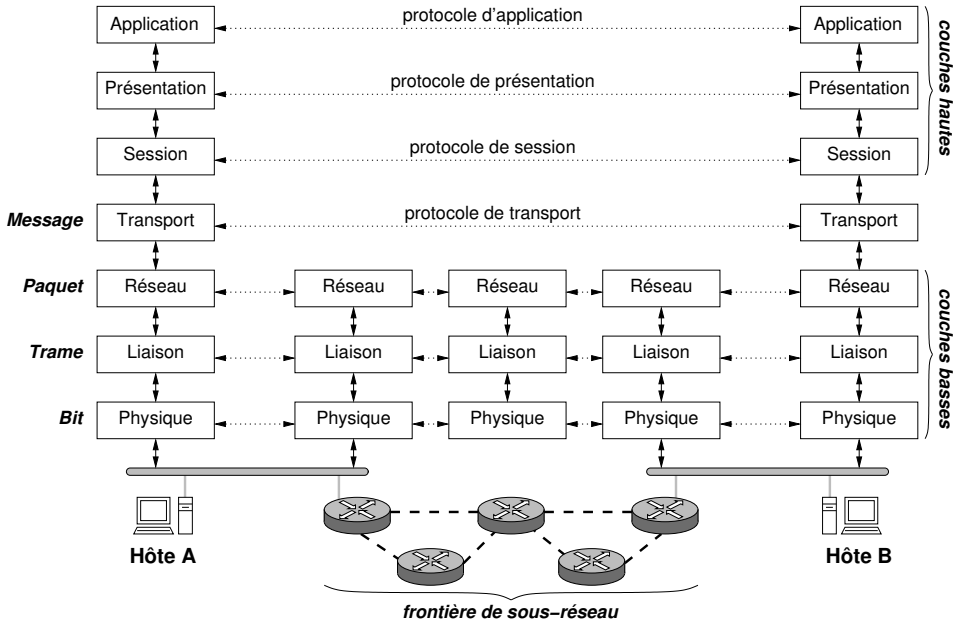 Application
protocole d'application
Application
Présentation
protocole de présentation
Présentation
couches hautes
Session
protocole de session
Session
Message
Transport
protocole de transport
Transport
Paquet
Réseau
Réseau
Réseau
Réseau
Réseau
Trame
Liaison
Liaison
Liaison
Liaison
Liaison
couches basses
Bit
Physique
Physique
Physique
Physique
Physique
Hôte A
Hôte B
frontière de sous−réseau